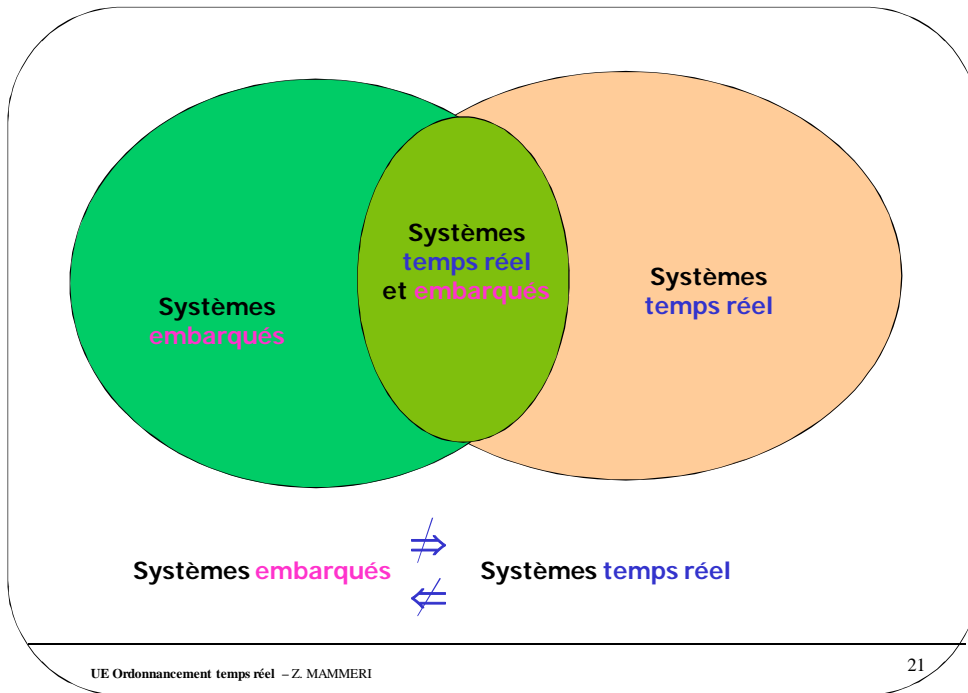 Systèmes
temps réel
et embarqués
Systèmes
embarqués
Systèmes
temps réel
Systèmes embarqués ⇏ Systèmes temps réel
⇍
UE Ordonnancement temps réel – Z. MAMMERI
21